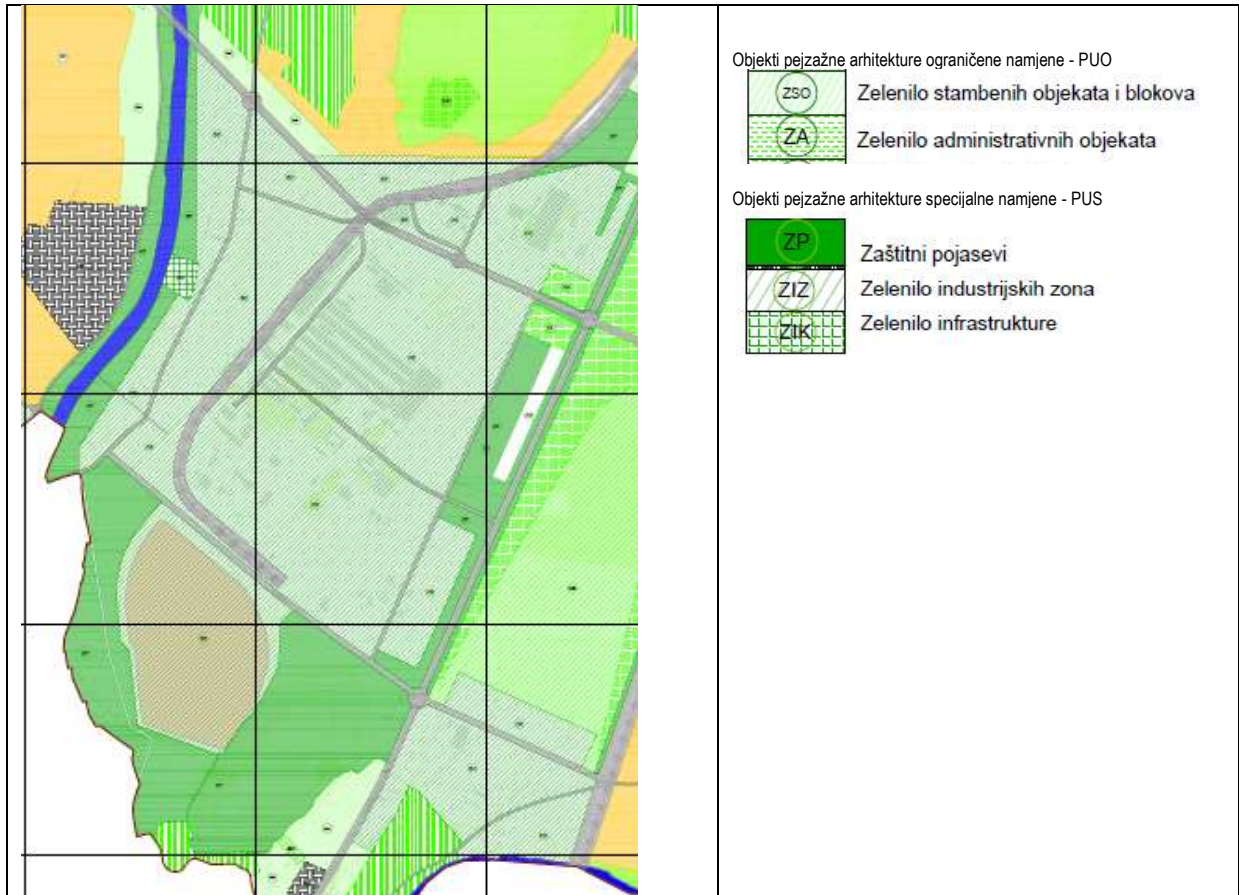 Objekti pejzažne arhitekture ograničene namjene - PUO
ZSO Zelenilo stambenih objekata i blokova
ZA Zelenilo administrativnih objekata
Objekti pejzažne arhitekture specijalne namjene - PUS
ZP Zaštitni pojasevi
ZIZ Zelenilo industrijskih zona
ZIK Zelenilo infrastrukture